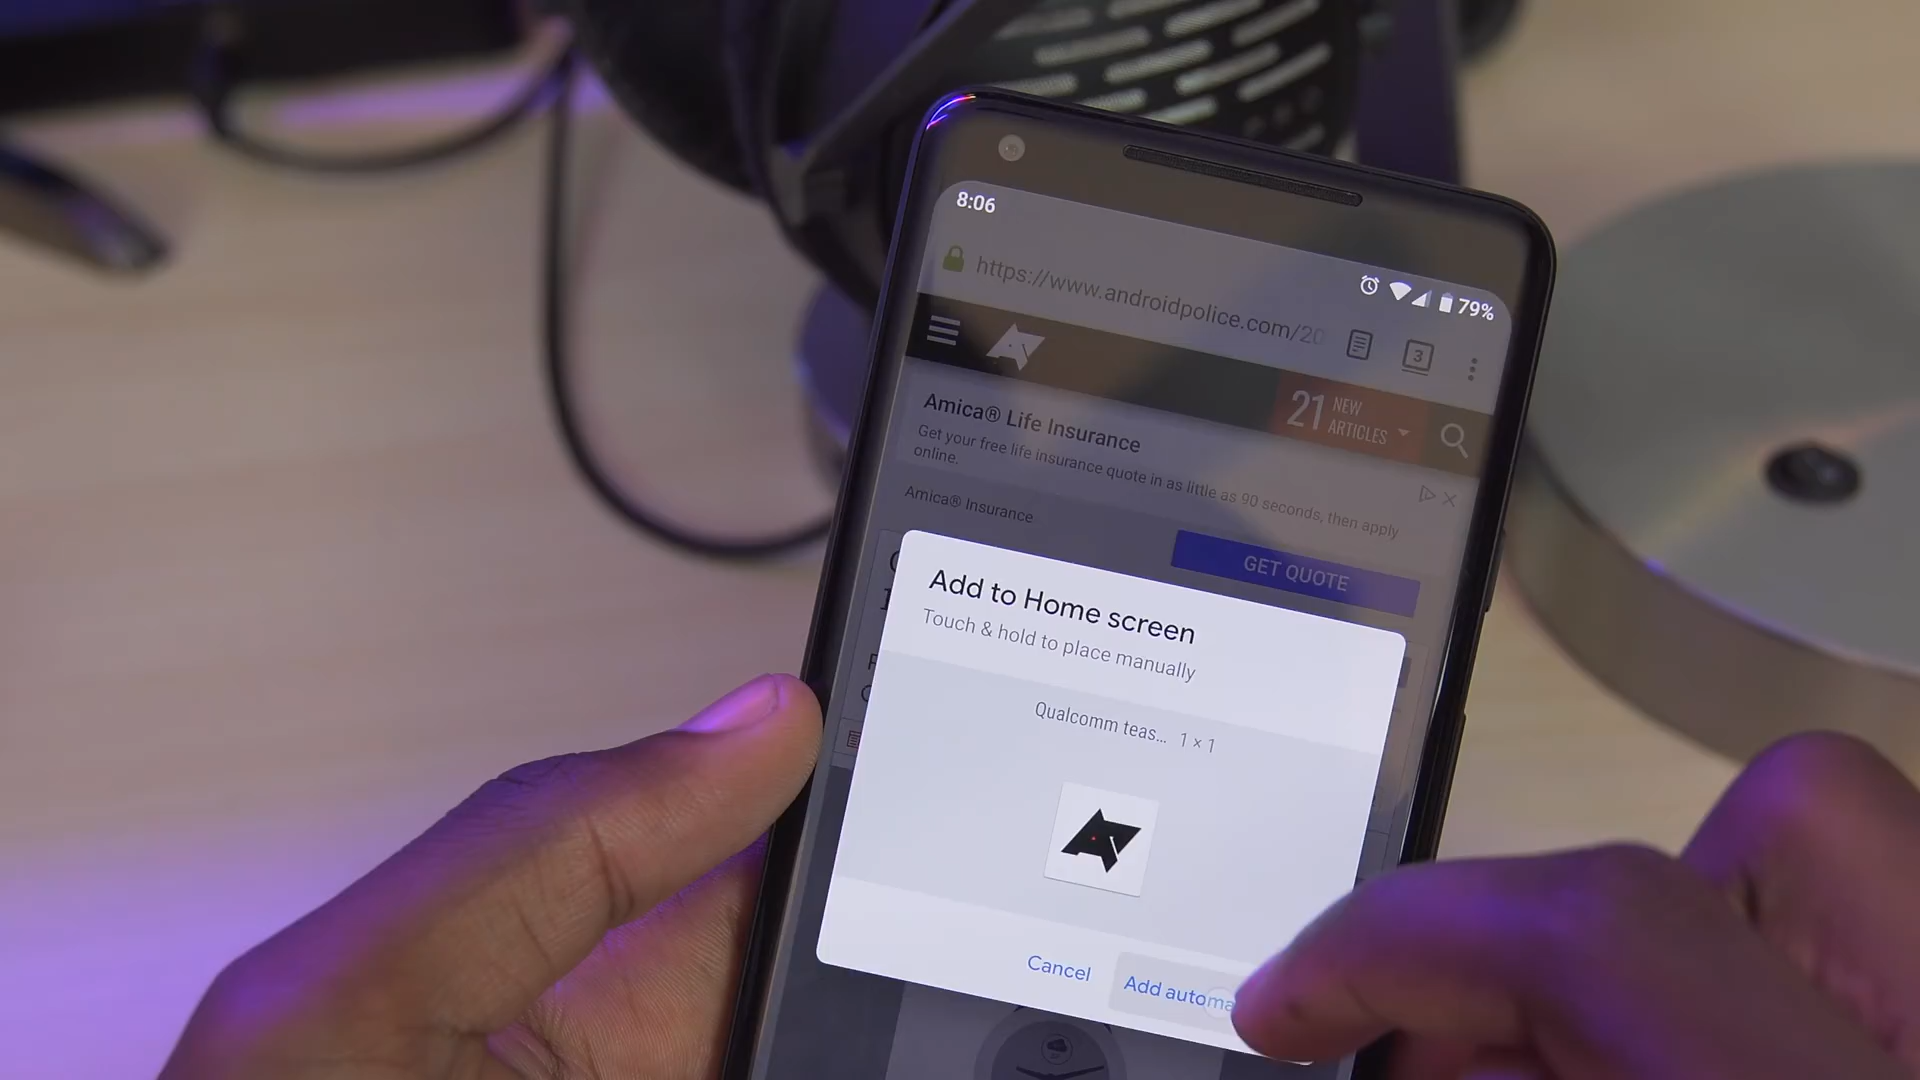 8:06
79%
https://www.androidpolice.com/20
3
21 NEW
ARTICLES
Amica® Life Insurance
Get your free life insurance quote in as little as 90 seconds, then apply
online.
Amica® Insurance
GET QUOTE
Add to Home screen
Touch & hold to place manually
Qualcomm teas... 1 × 1
Cancel
Add automa